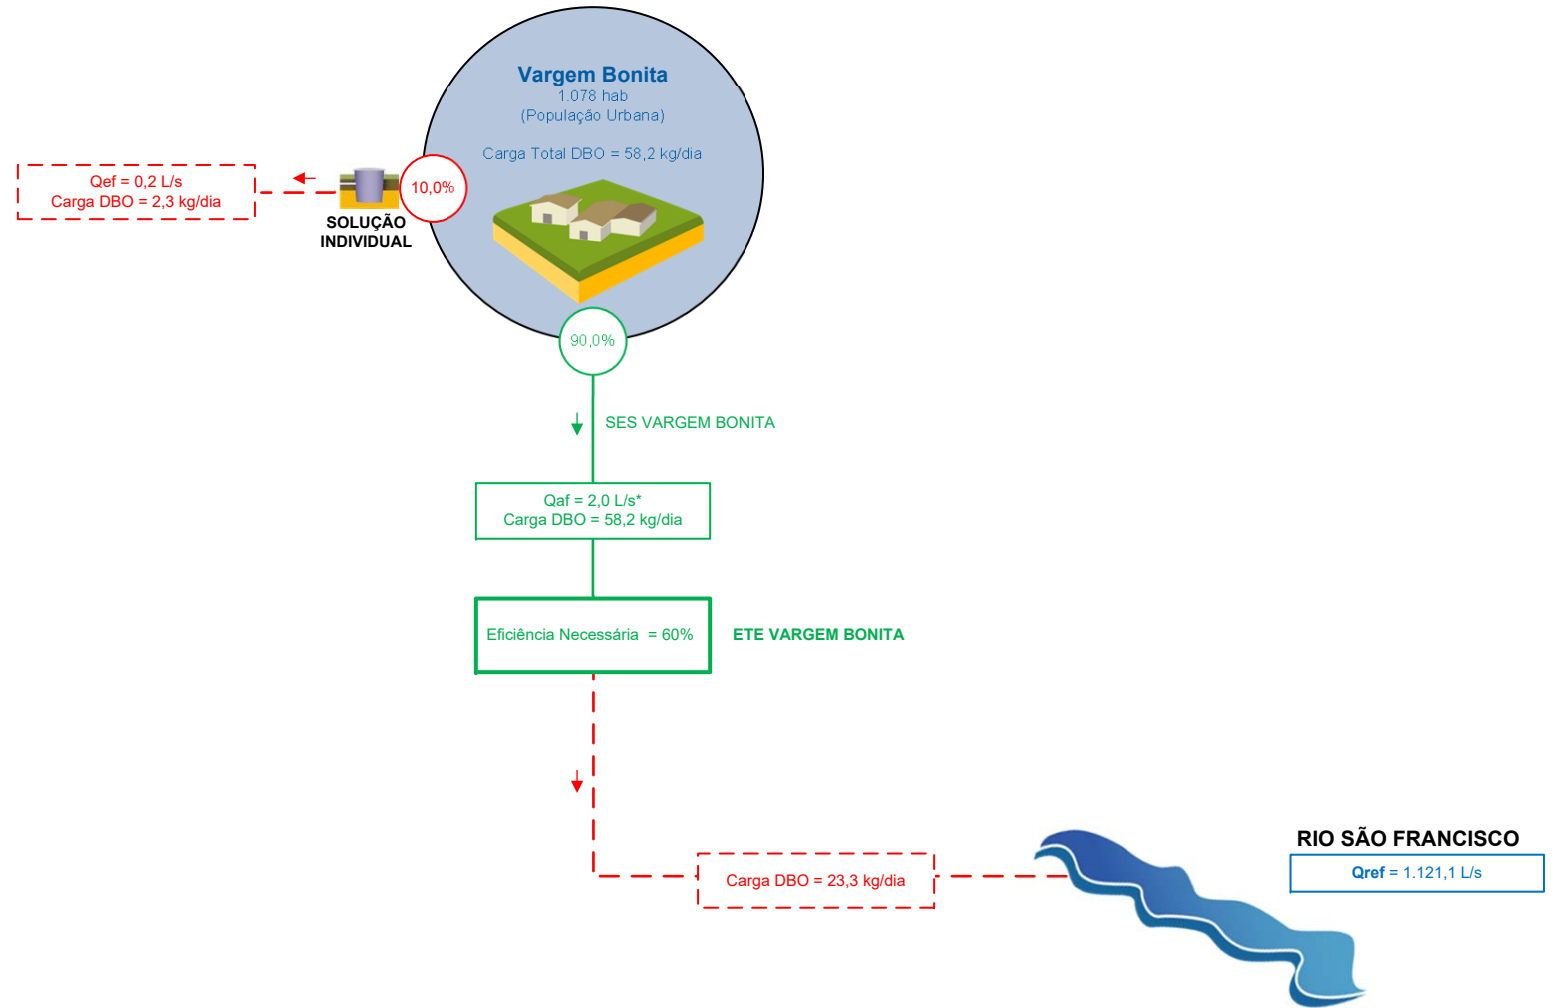 Vargem Bonita
1.078 hab
(População Urbana)
Carga Total DBO = 58,2 kg/dia
10,0%
Qef = 0,2 L/s
Carga DBO = 2,3 kg/dia
SOLUÇÃO
INDIVIDUAL
90,0%
SES VARGEM BONITA
Qaf = 2,0 L/s*
Carga DBO = 58,2 kg/dia
Eficiência Necessária = 60%
ETE VARGEM BONITA
Carga DBO = 23,3 kg/dia
RIO SÃO FRANCISCO
Qref = 1.121,1 L/s